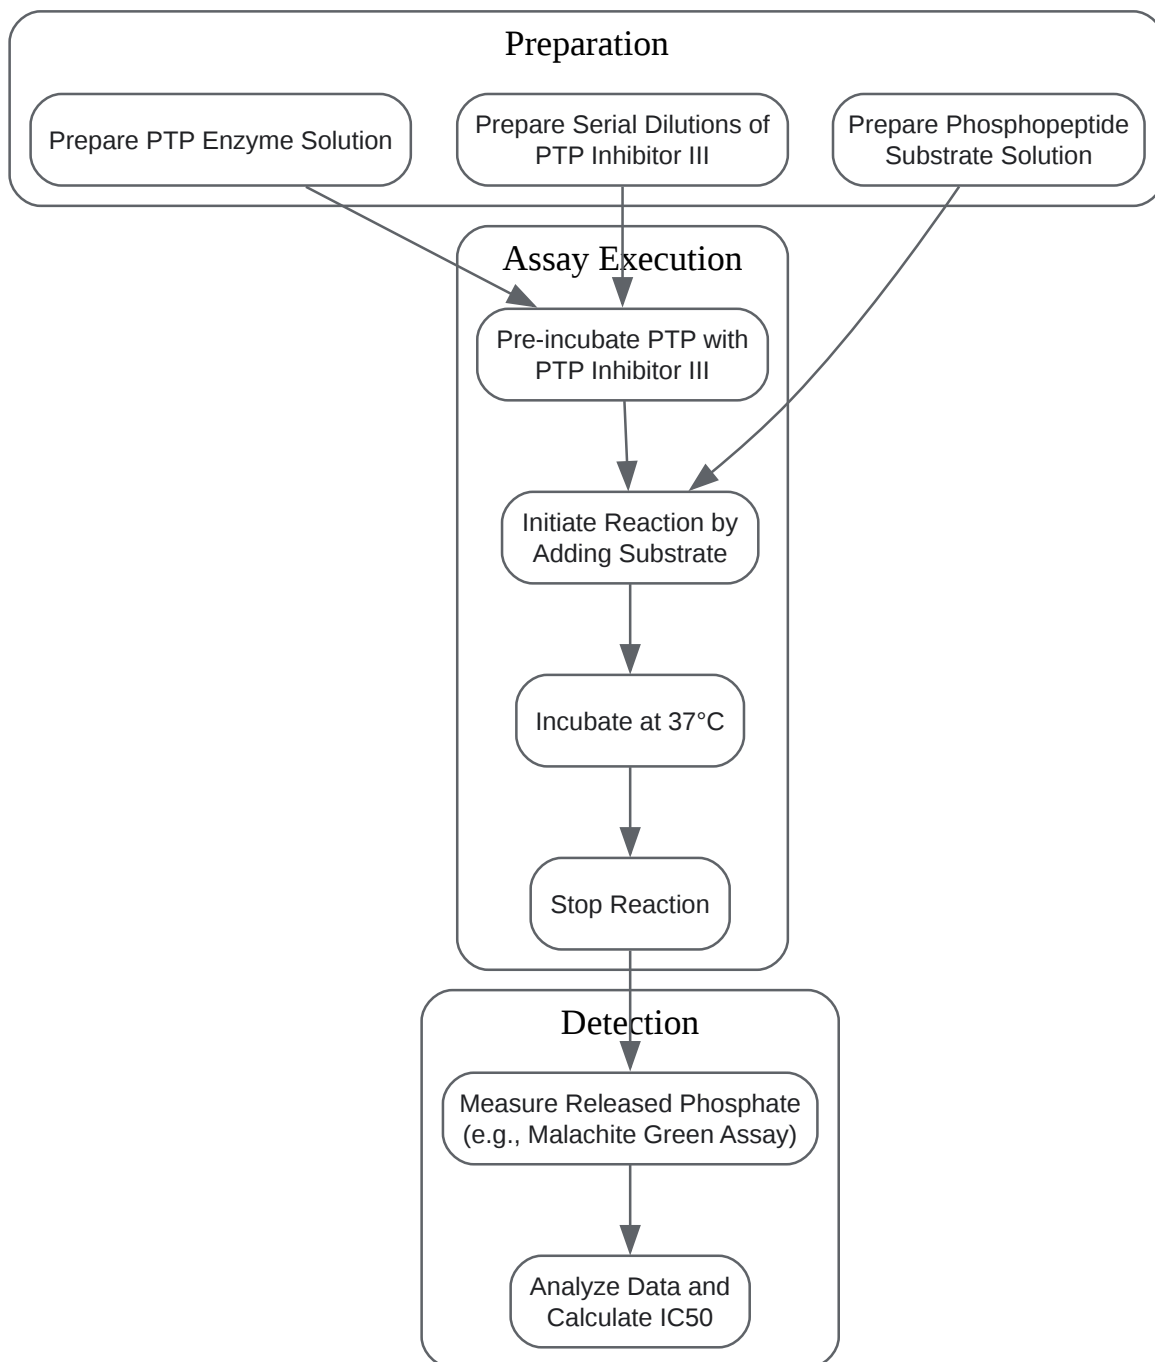 Preparation
Prepare PTP Enzyme Solution
Prepare Serial Dilutions of
PTP Inhibitor III
Prepare Phosphopeptide
Substrate Solution
Assay Execution
Pre-incubate PTP with
PTP Inhibitor III
Initiate Reaction by
Adding Substrate
Incubate at 37°C
Stop Reaction
Detection
Measure Released Phosphate
(e.g., Malachite Green Assay)
Analyze Data and
Calculate IC50